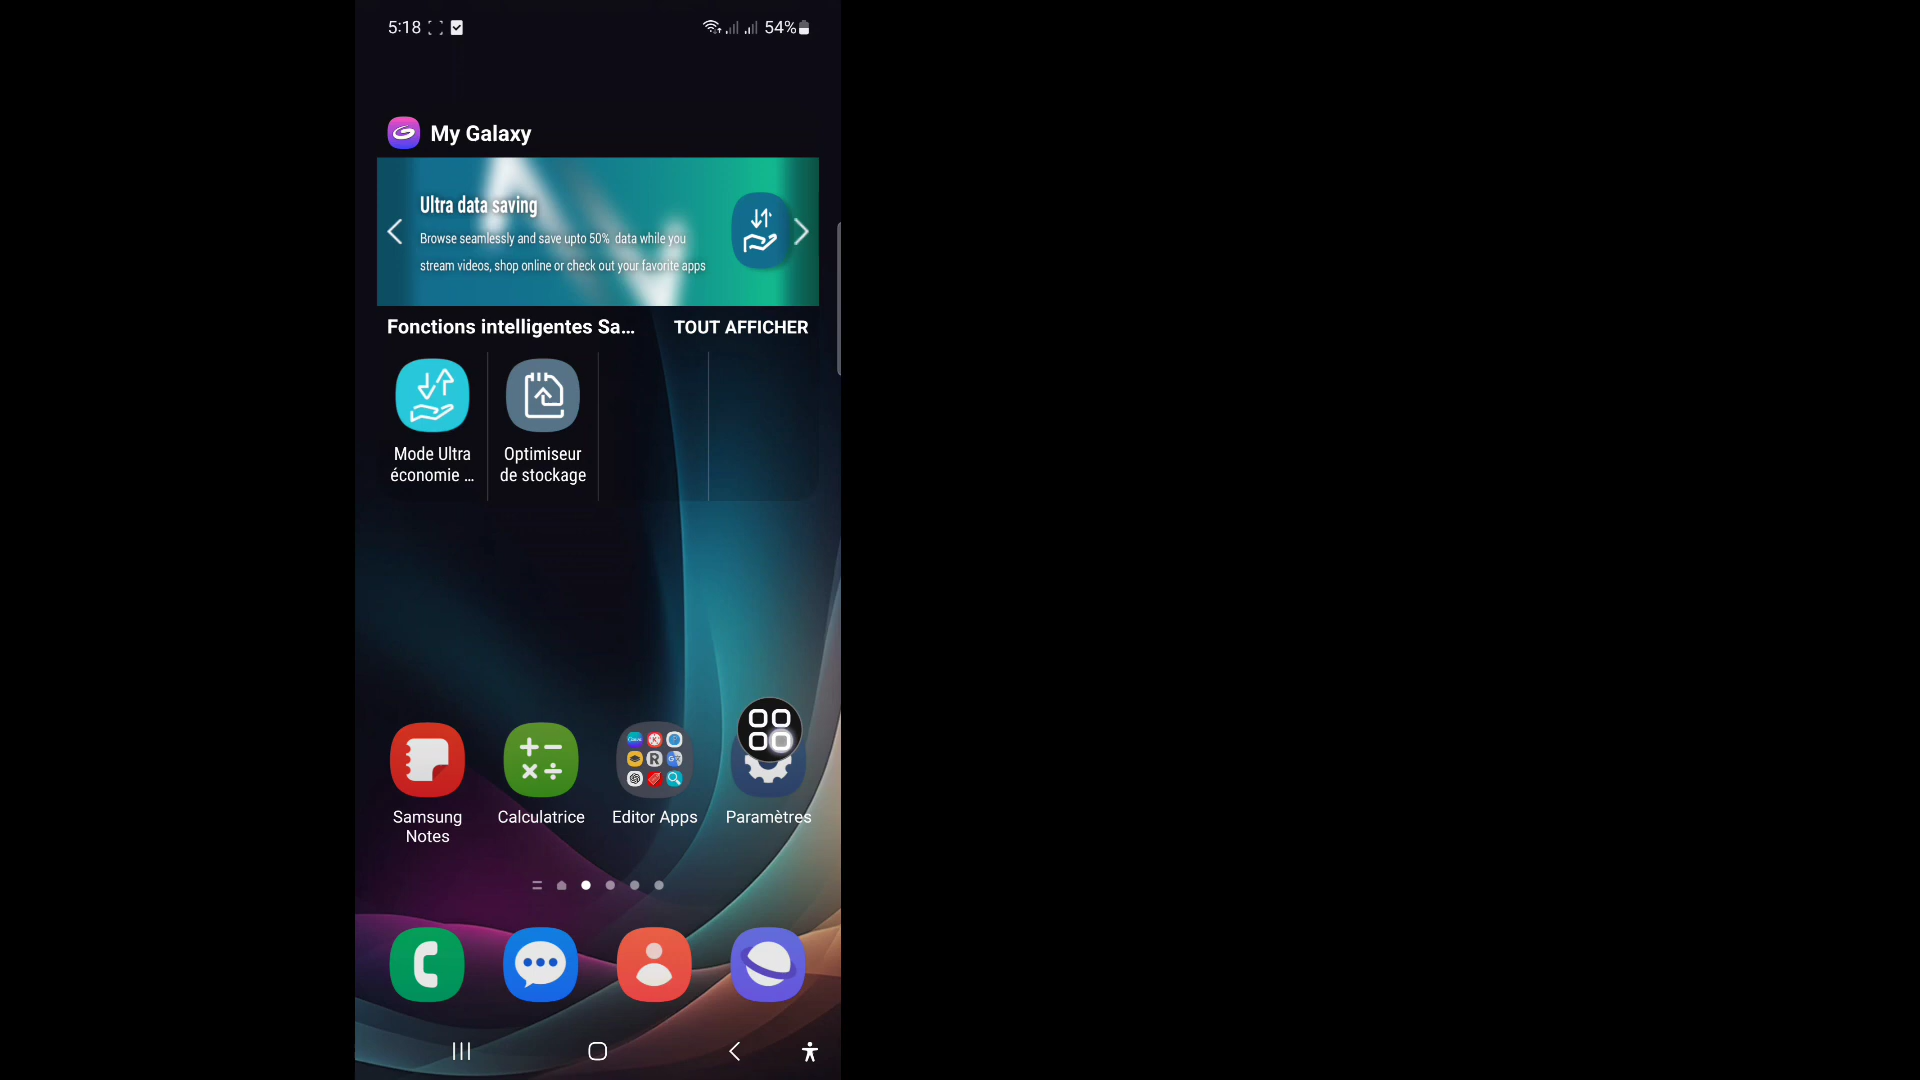 5:18 54%
My Galaxy
Ultra data saving
Browse seamlessly and save upto 50% data while you
stream videos, shop online or check out your favorite apps
Fonctions intelligentes Sa... TOUT AFFICHER
Mode Ultra
économie ...
Optimiseur
de stockage
Samsung
Notes
Calculatrice
Editor Apps
Paramètres